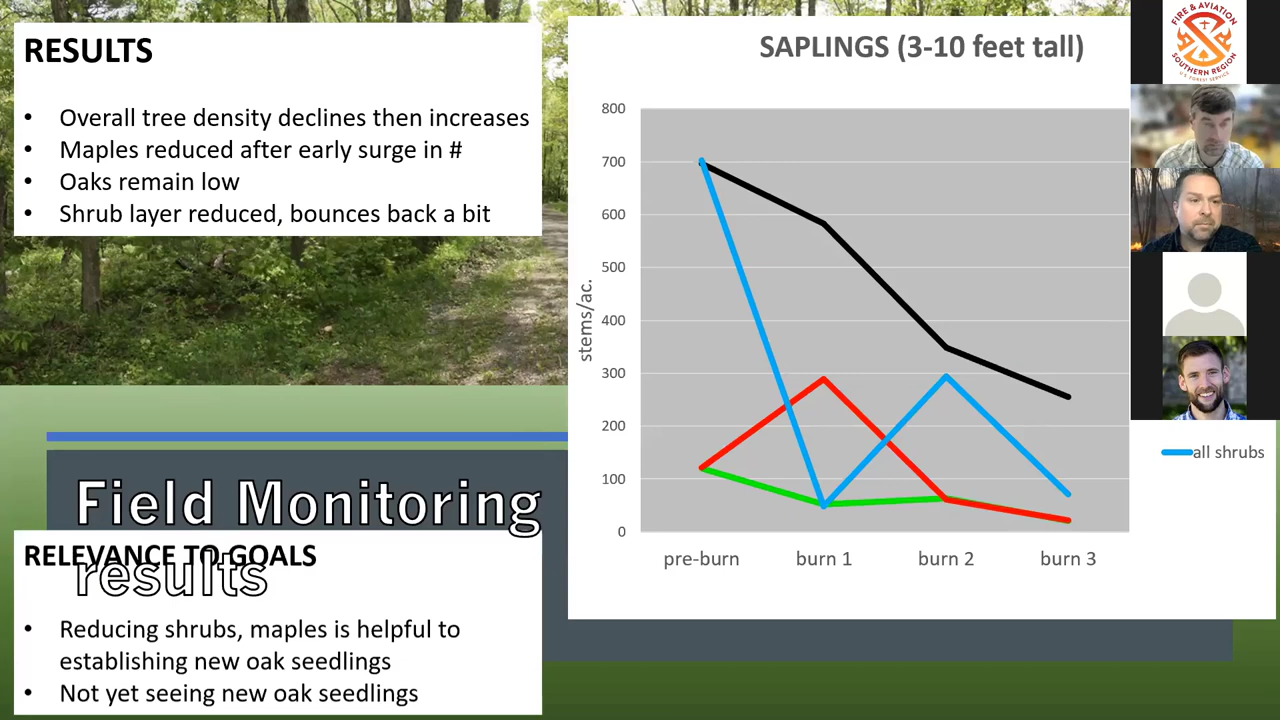 RESULTS
• Overall tree density declines then increases
• Maples reduced after early surge in #
• Oaks remain low
• Shrub layer reduced, bounces back a bit
Field Monitoring
results
RELEVANCE TO GOALS
• Reducing shrubs, maples is helpful to
establishing new oak seedlings
• Not yet seeing new oak seedlings
SAPLINGS (3-10 feet tall)
stems/ac.
800
700
600
500
400
300
200
100
0
pre-burn burn 1 burn 2 burn 3
all shrubs
FIRE & AVIATION
SOUTHERN REGION
U.S. FOREST SERVICE